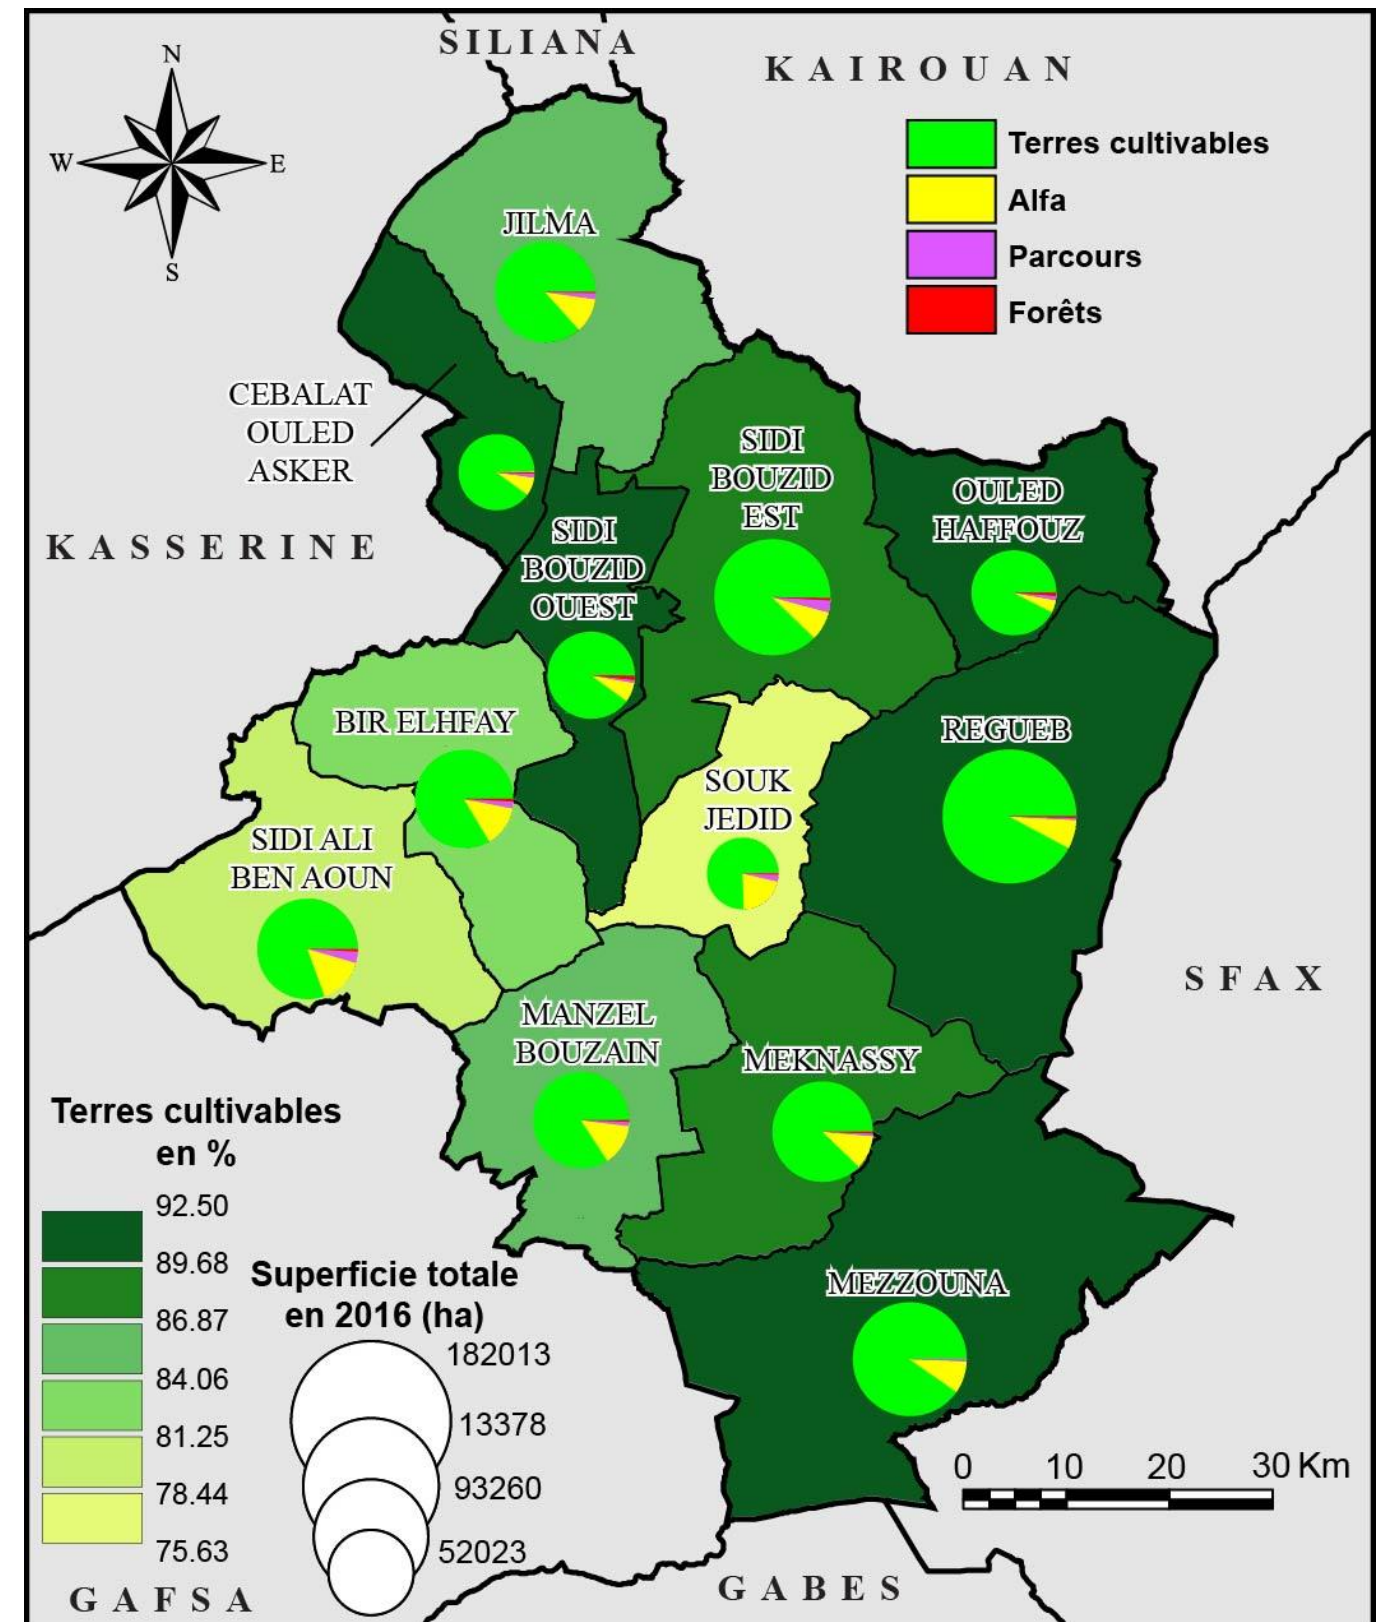 SILIANA
KAIROUAN
N
W
E
S
Terres cultivables
Alfa
Parcours
Forêts
JILMA
CEBALAT
OULED
ASKER
SIDI
BOUZID
EST
OULED
HAFFOUZ
KASSERINE
SIDI
BOUZID
OUEST
BIR ELHFAY
REGUEB
SOUK
JEDID
SIDI ALI
BEN AOUN
SFAX
MANZEL
BOUZAIN
MEKNASSY
Terres cultivables
en %
92.50
89.68
86.87
84.06
81.25
78.44
75.63
Superficie totale
en 2016 (ha)
182013
13378
93260
52023
MEZZOUNA
0 10 20 30 Km
GAFSA
GABES